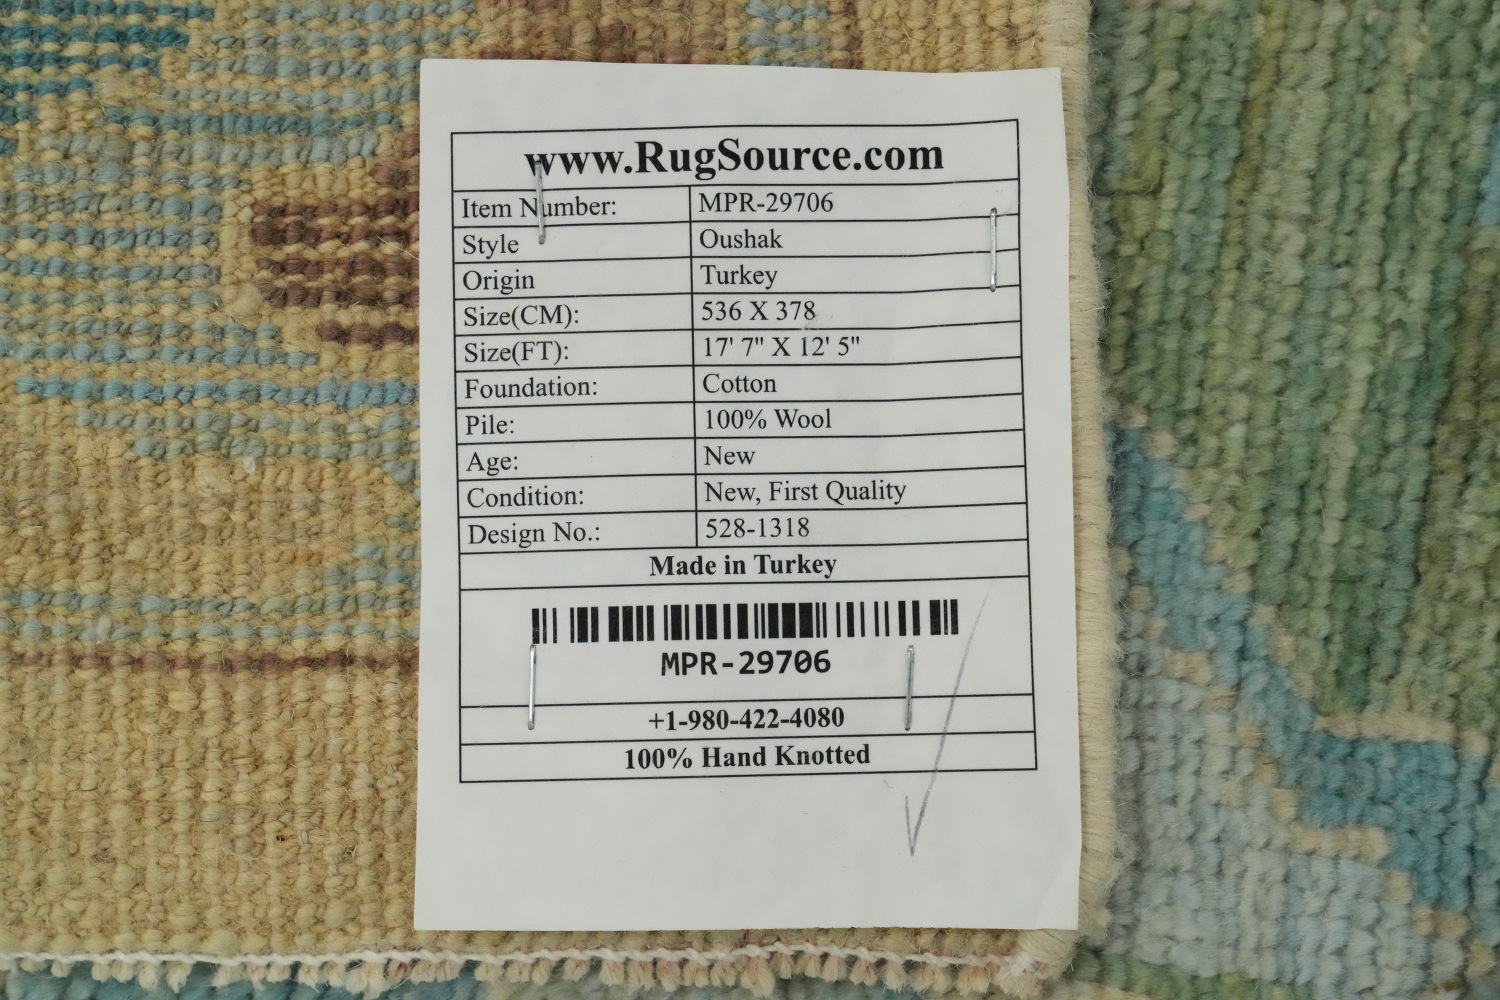 www.RugSource.com
Item Number: MPR-29706
Style Oushak
Origin Turkey
Size(CM): 536 X 378
Size(FT): 17' 7" X 12' 5"
Foundation: Cotton
Pile: 100% Wool
Age: New
Condition: New, First Quality
Design No.: 528-1318
Made in Turkey
MPR-29706
+1-980-422-4080
100% Hand Knotted